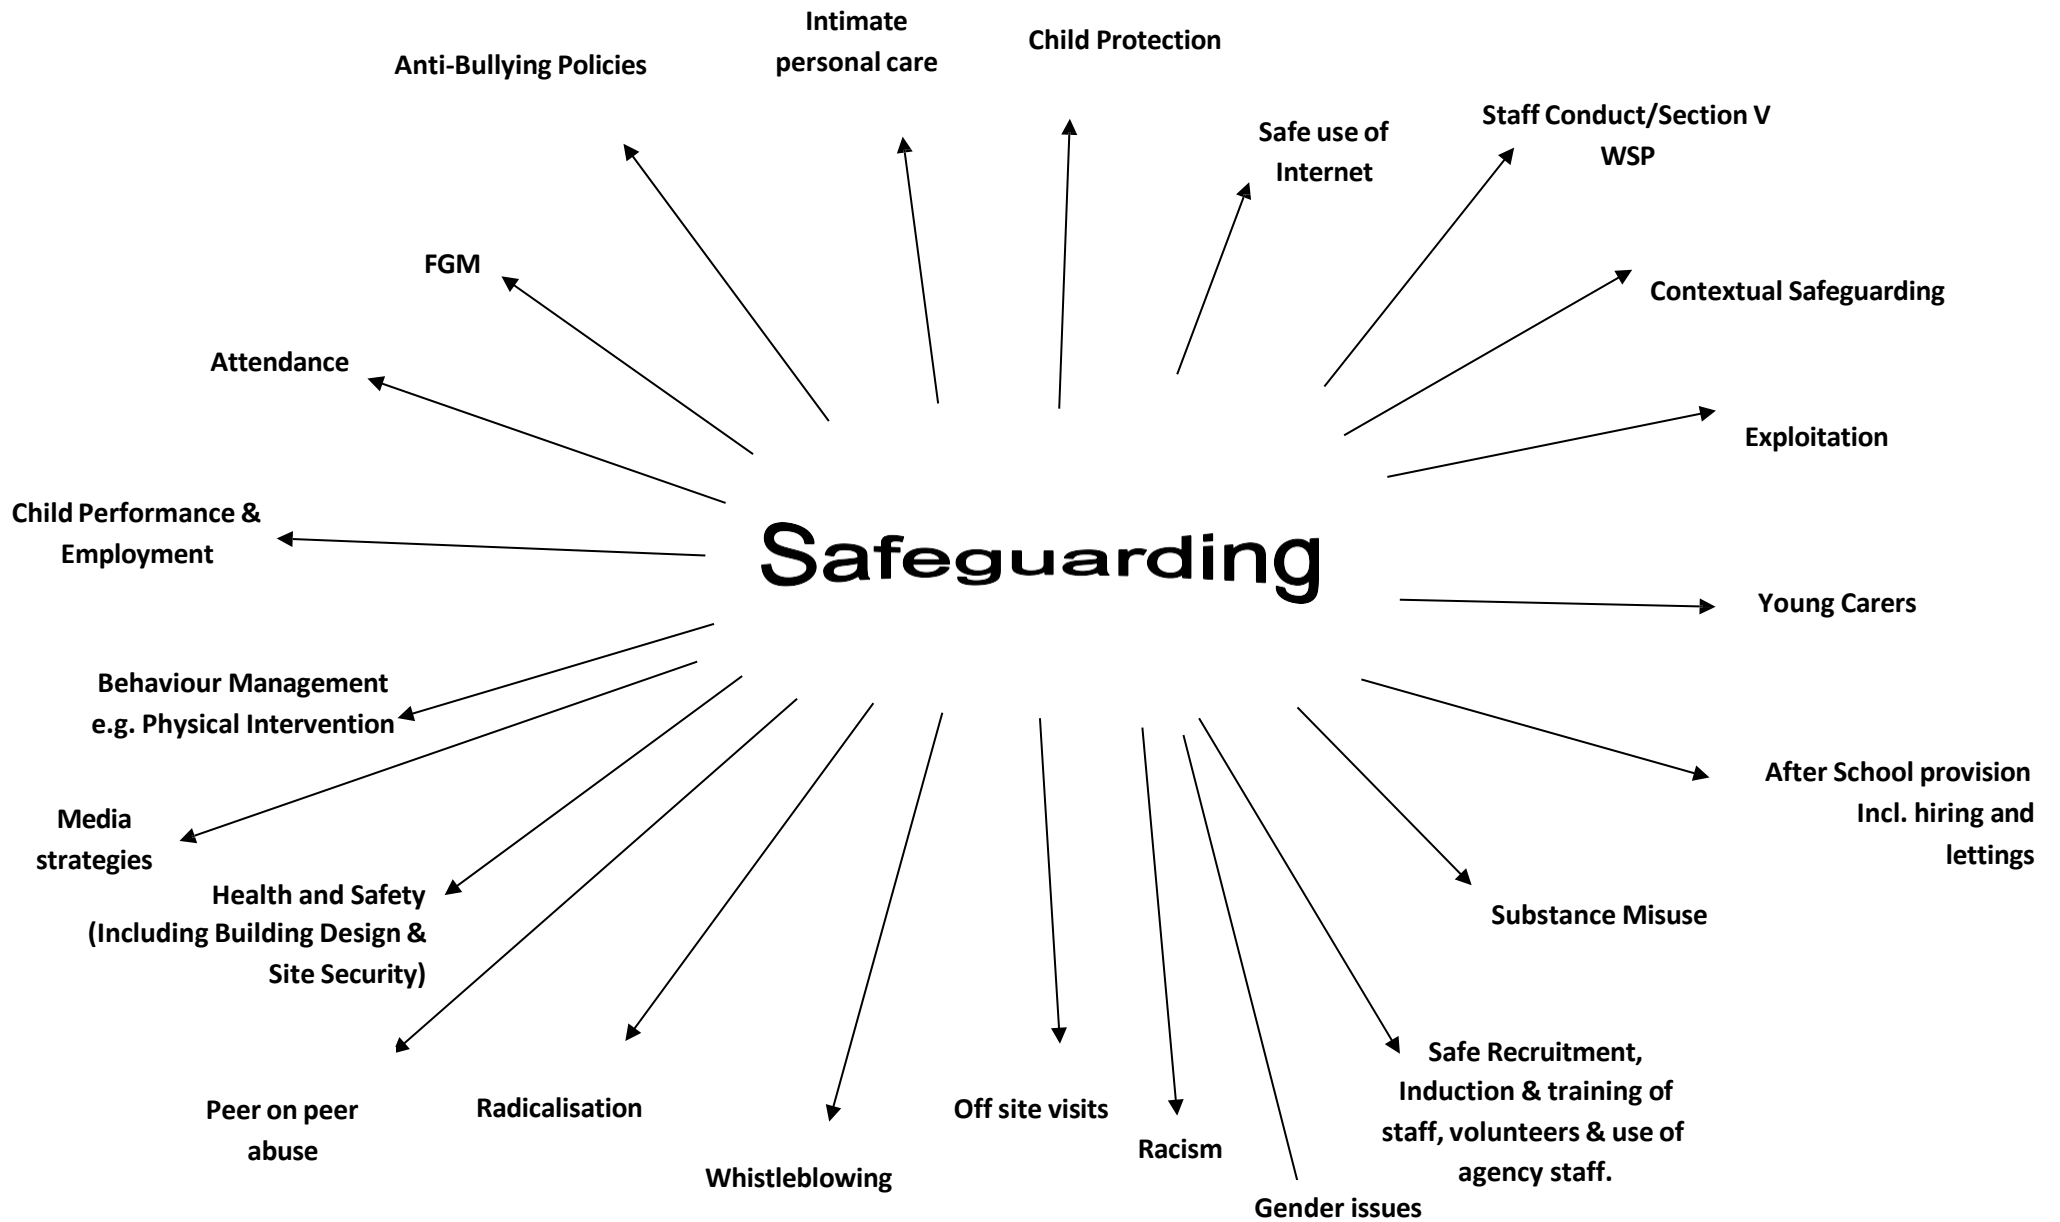 Intimate
personal care
Child Protection
Anti-Bullying Policies
Staff Conduct/Section V
WSP
Safe use of
Internet
FGM
Contextual Safeguarding
Attendance
Exploitation
Child Performance &
Employment
Safeguarding
Young Carers
Behaviour Management
e.g. Physical Intervention
After School provision
Incl. hiring and
lettings
Media
strategies
Health and Safety
(Including Building Design &
Site Security)
Substance Misuse
Peer on peer
abuse
Radicalisation
Whistleblowing
Off site visits
Racism
Gender issues
Safe Recruitment,
Induction & training of
staff, volunteers & use of
agency staff.